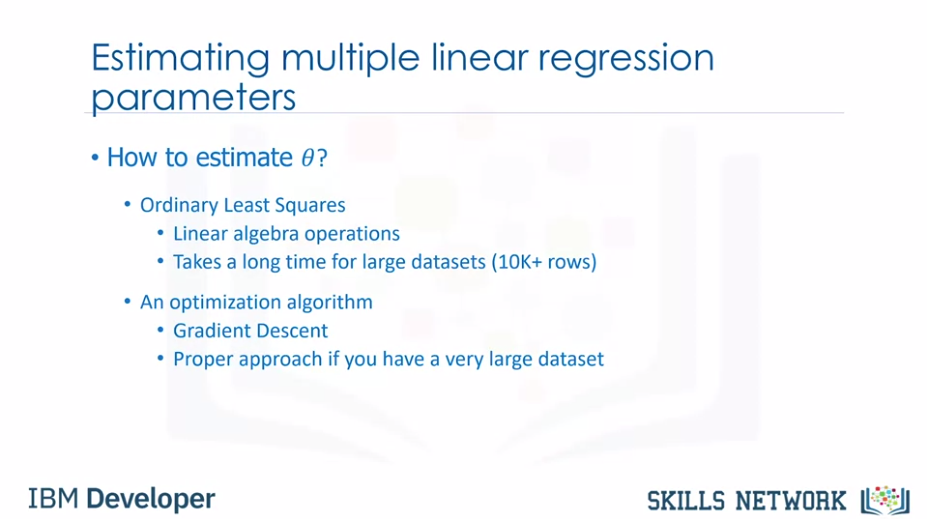 Estimating multiple linear regression
parameters
• How to estimate θ?
• Ordinary Least Squares
• Linear algebra operations
• Takes a long time for large datasets (10K+ rows)
• An optimization algorithm
• Gradient Descent
• Proper approach if you have a very large dataset
IBM Developer
SKILLS NETWORK